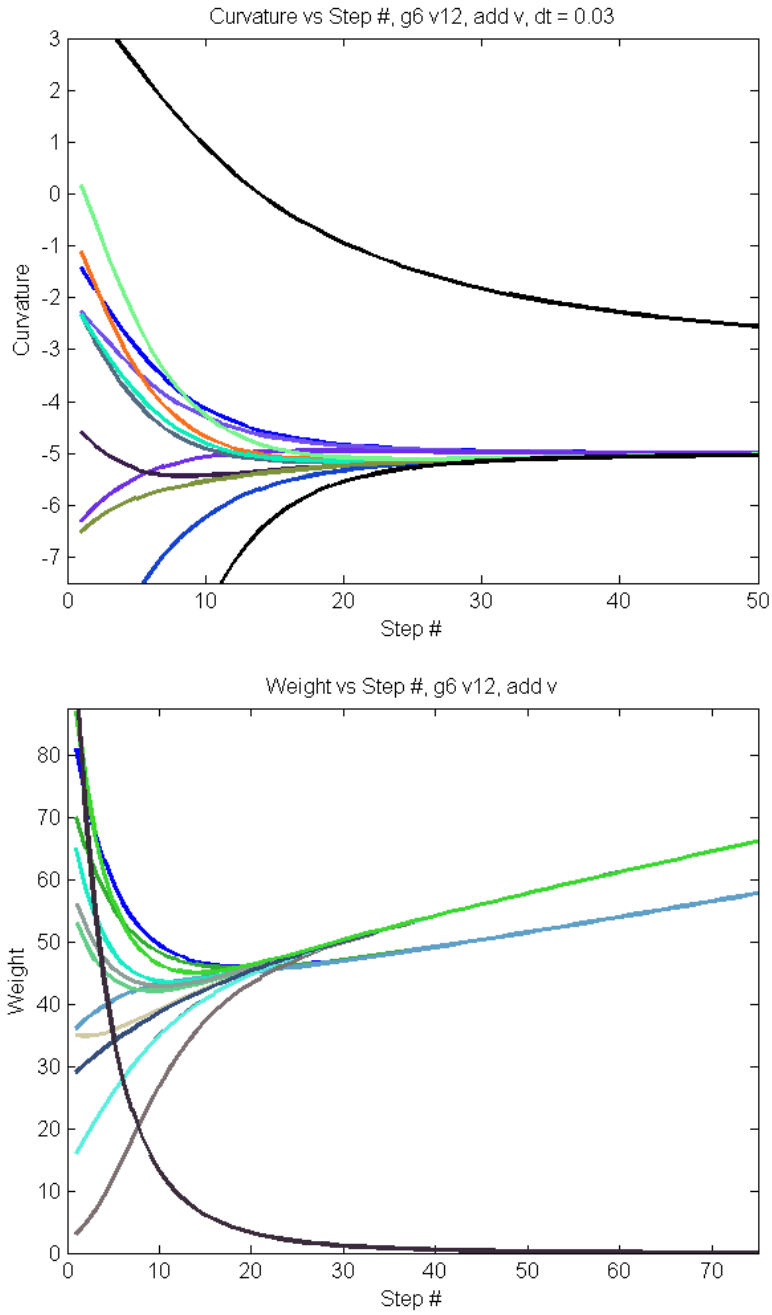 Curvature vs Step #, g6 v12, add v, dt = 0.03
3
2
1
0
-1
-2
-3
-4
-5
-6
-7
Curvature
0 10 20 30 40 50
Step #
Weight vs Step #, g6 v12, add v
80
70
60
50
40
30
20
10
0
Weight
0 10 20 30 40 50 60 70
Step #